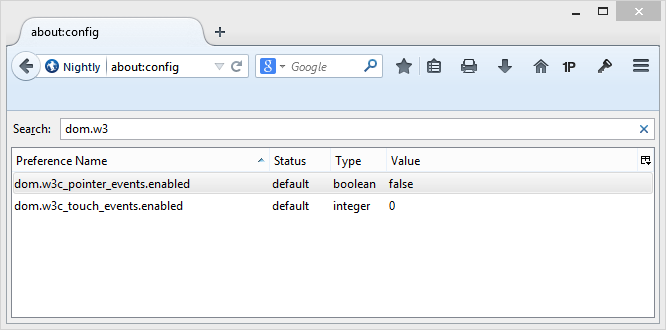 about:config
Nightly about:config Google 1P
Search: dom.w3
Preference Name Status Type Value
dom.w3c_pointer_events.enabled default boolean false
dom.w3c_touch_events.enabled default integer 0